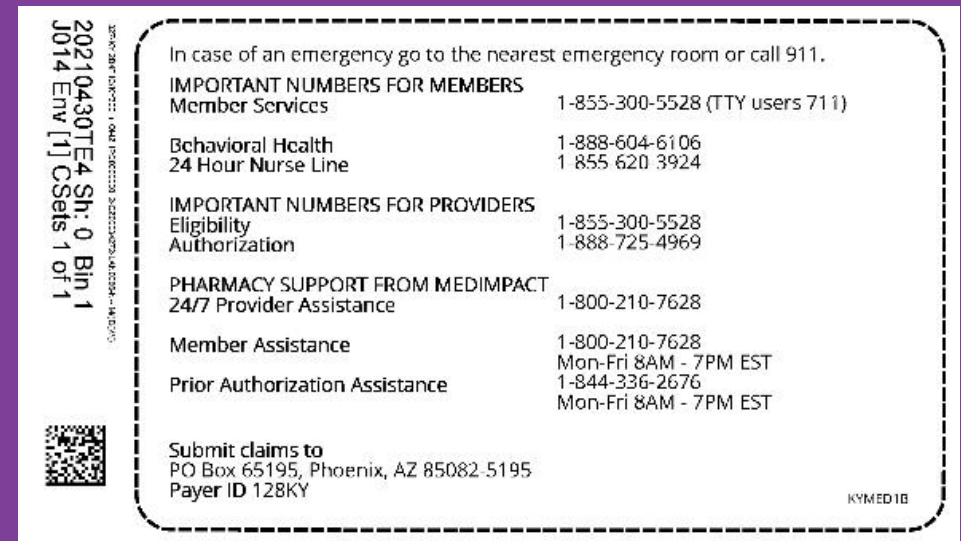 In case of an emergency go to the nearest emergency room or call 911.
IMPORTANT NUMBERS FOR MEMBERS
Member Services 1-855-300-5528 (TTY users 711)
Behavioral Health 1-888-604-6106
24 Hour Nurse Line 1-855-620-3924
IMPORTANT NUMBERS FOR PROVIDERS
Eligibility 1-855-300-5528
Authorization 1-888-725-4969
PHARMACY SUPPORT FROM MEDIMPACT
24/7 Provider Assistance 1-800-210-7628
Member Assistance 1-800-210-7628
Mon-Fri 8AM - 7PM EST
Prior Authorization Assistance 1-844-336-2676
Mon-Fri 8AM - 7PM EST
Submit claims to
PO Box 65195, Phoenix, AZ 85082-5195
Payer ID 128KY
KYMED1B
20210430TE4 Sh: 0 Bin 1
J014 Env [1] CSets 1 of 1